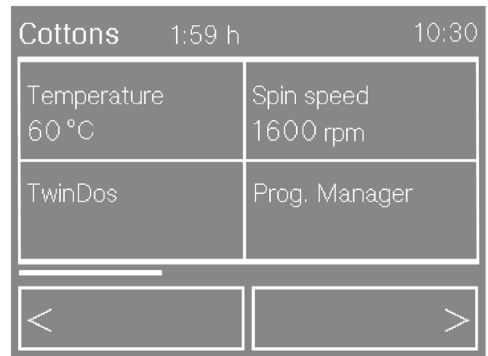 Cottons 1:59 h 10:30
Temperature Spin speed
60 °C 1600 rpm
TwinDos Prog. Manager
< >